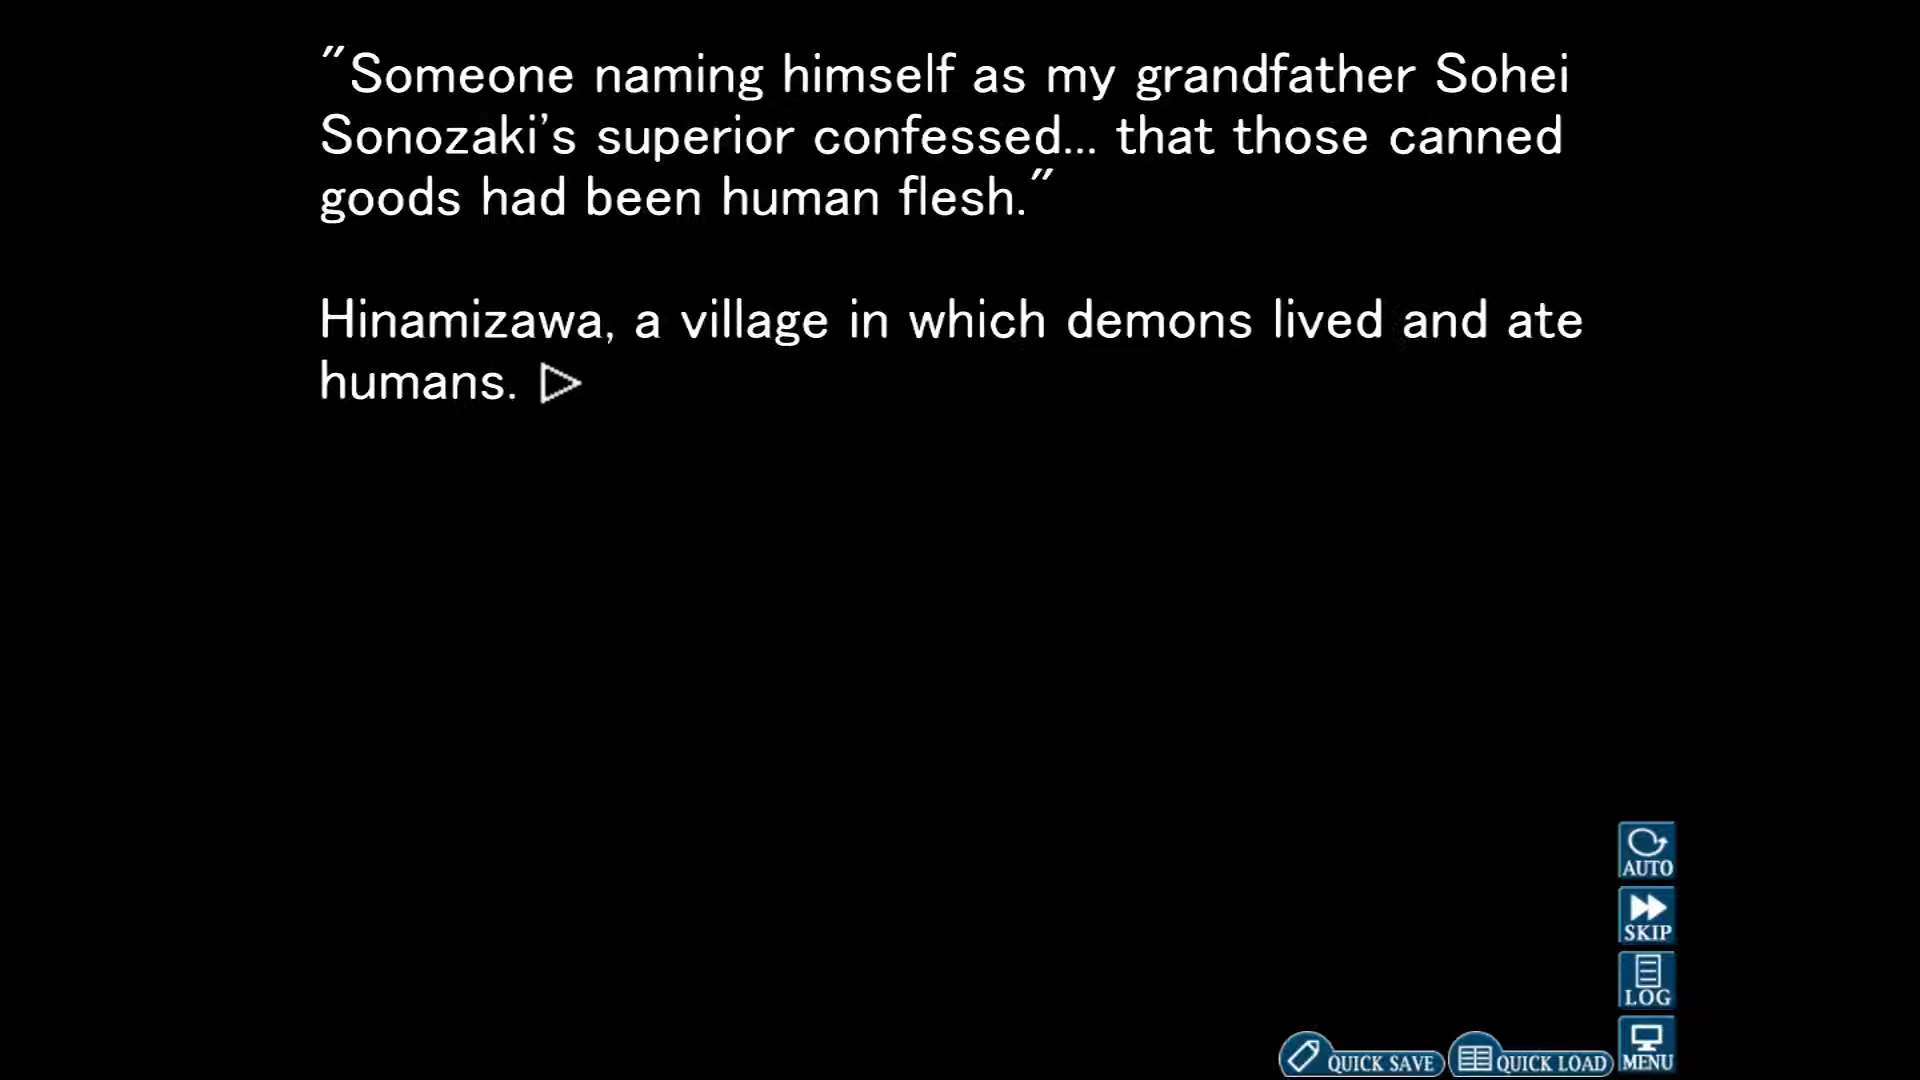 "Someone naming himself as my grandfather Sohei
Sonozaki's superior confessed... that those canned
goods had been human flesh."
Hinamizawa, a village in which demons lived and ate
humans.
AUTO
SKIP
LOG
QUICK SAVE
QUICK LOAD
MENU